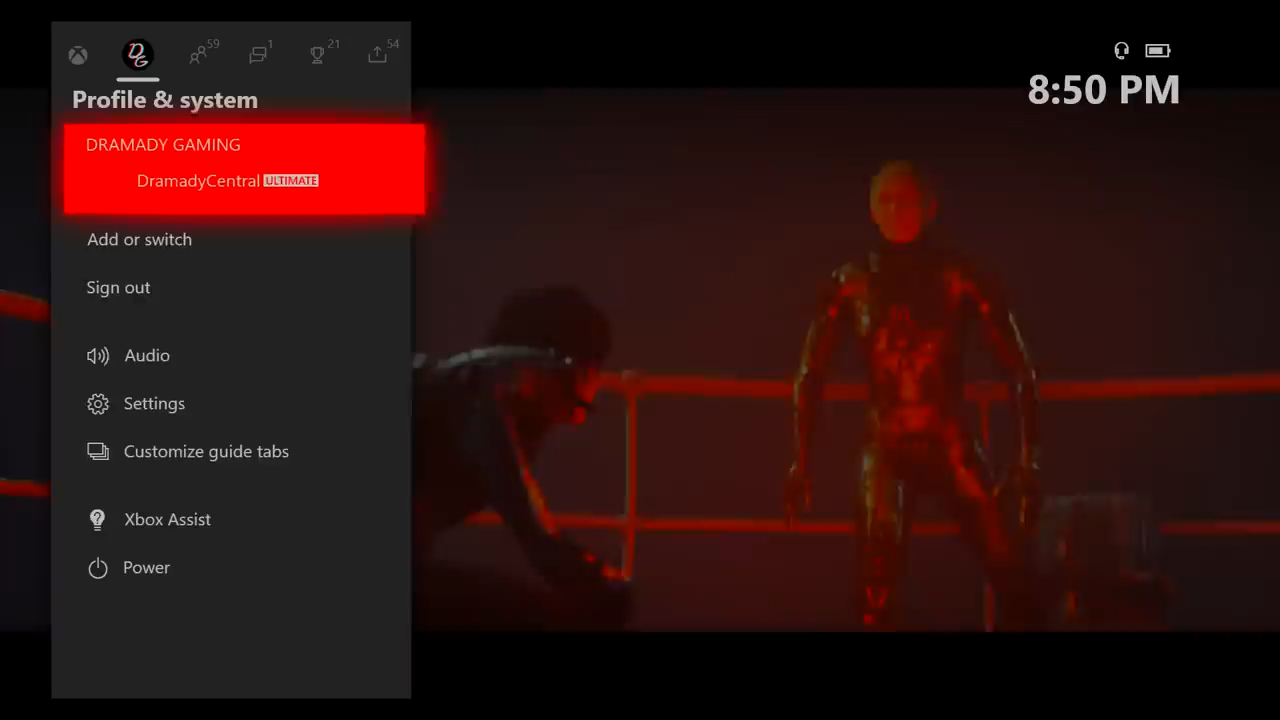 DG
59
1
21
54
8:50 PM
Profile & system
DRAMADY GAMING
DramadyCentral ULTIMATE
Add or switch
Sign out
Audio
Settings
Customize guide tabs
Xbox Assist
Power